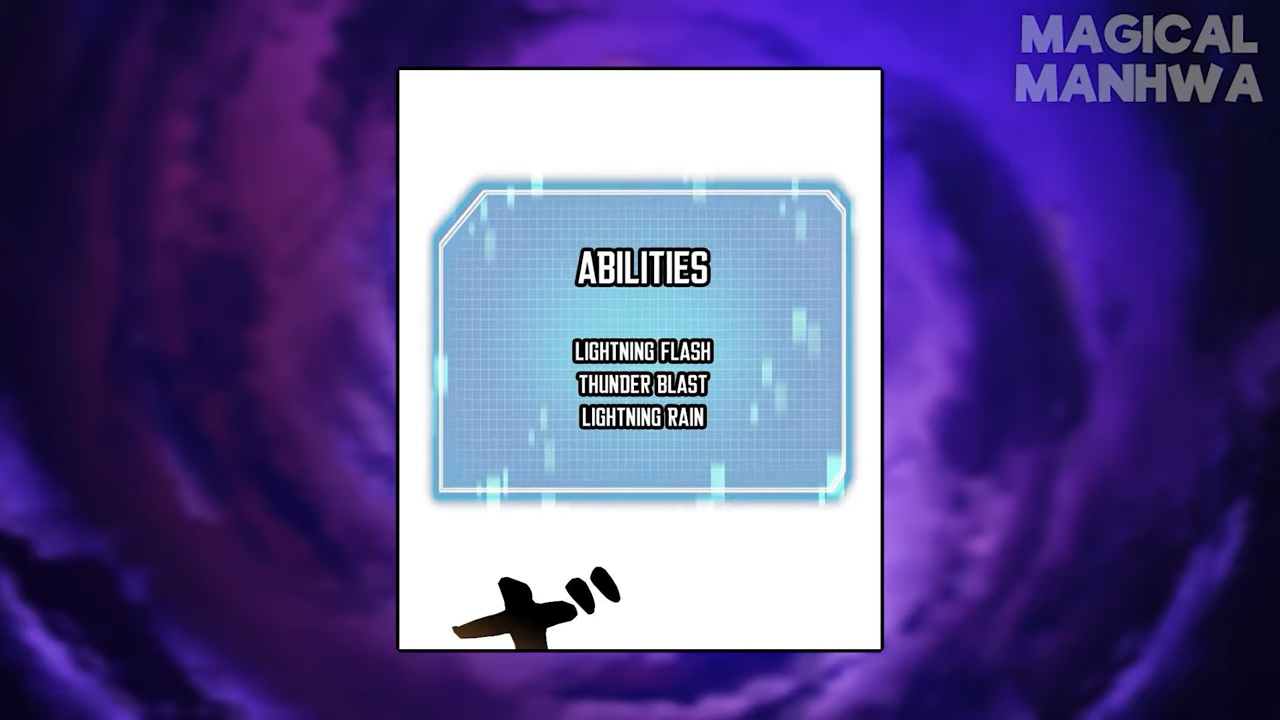 MAGICAL
MANHWA
ABILITIES
LIGHTNING FLASH
THUNDER BLAST
LIGHTNING RAIN